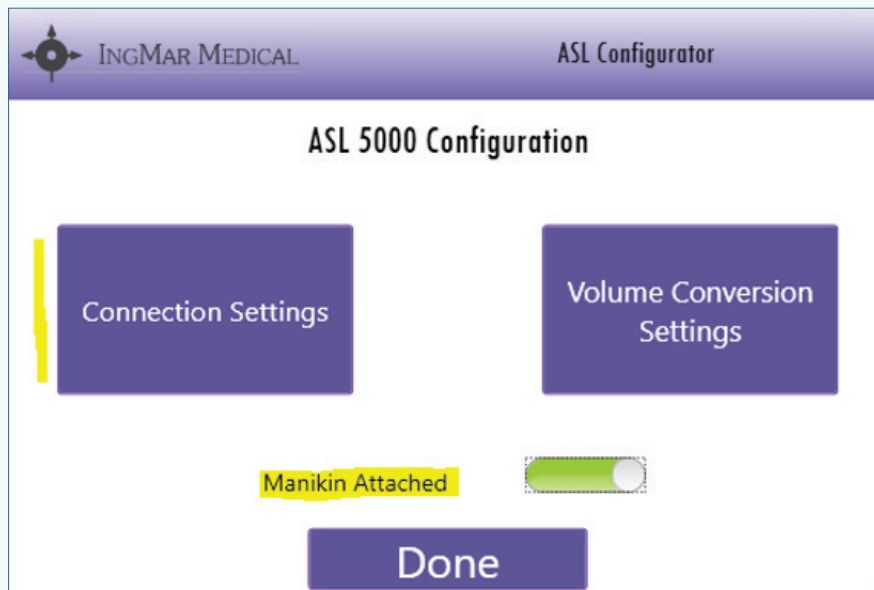 INGMAR MEDICAL
ASL Configurator
ASL 5000 Configuration
Connection Settings
Volume Conversion
Settings
Manikin Attached
Done